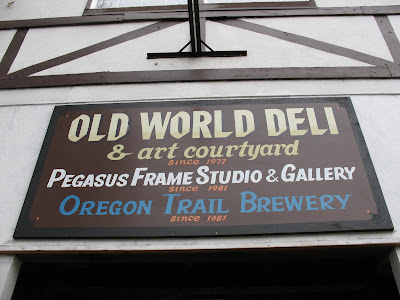 OLD WORLD DELI
& art courtyard
since 1977
PEGASUS FRAME STUDIO & GALLERY
since 1981
OREGON TRAIL BREWERY
since 1987